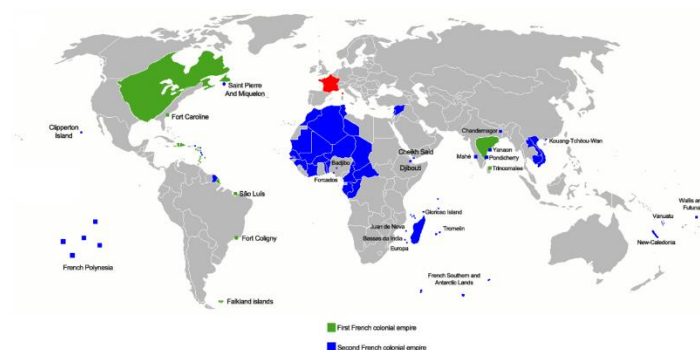 Saint Pierre
And Miquelon
Fort Caroline
Clipperton
Island
Chandernagor
Kouang-Tchéou-Wan
Cheikh Saïd
Yanaon
Mahé
Pondicherry
Badjibo
Djibouti
Trincomalee
Forcados
São Luís
Wallis and
Futuna
Glorioso Island
Vanuatu
Juan de Nova
Tromelin
Fort Coligny
Bassas da India
Europa
New-Caledonia
French Polynesia
French Southern and
Antarctic Lands
Falkland islands
First French colonial empire
Second French colonial empire